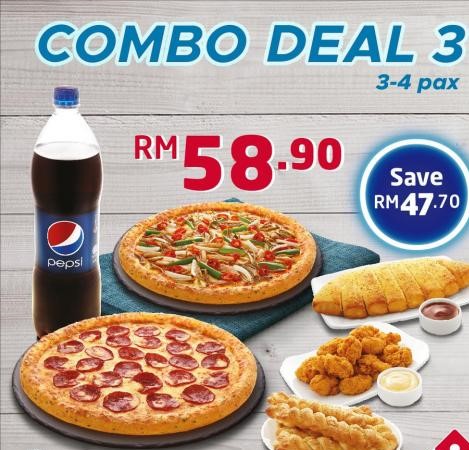 COMBO DEAL 3
3-4 pax
RM58.90
Save
RM47.70
pepsi